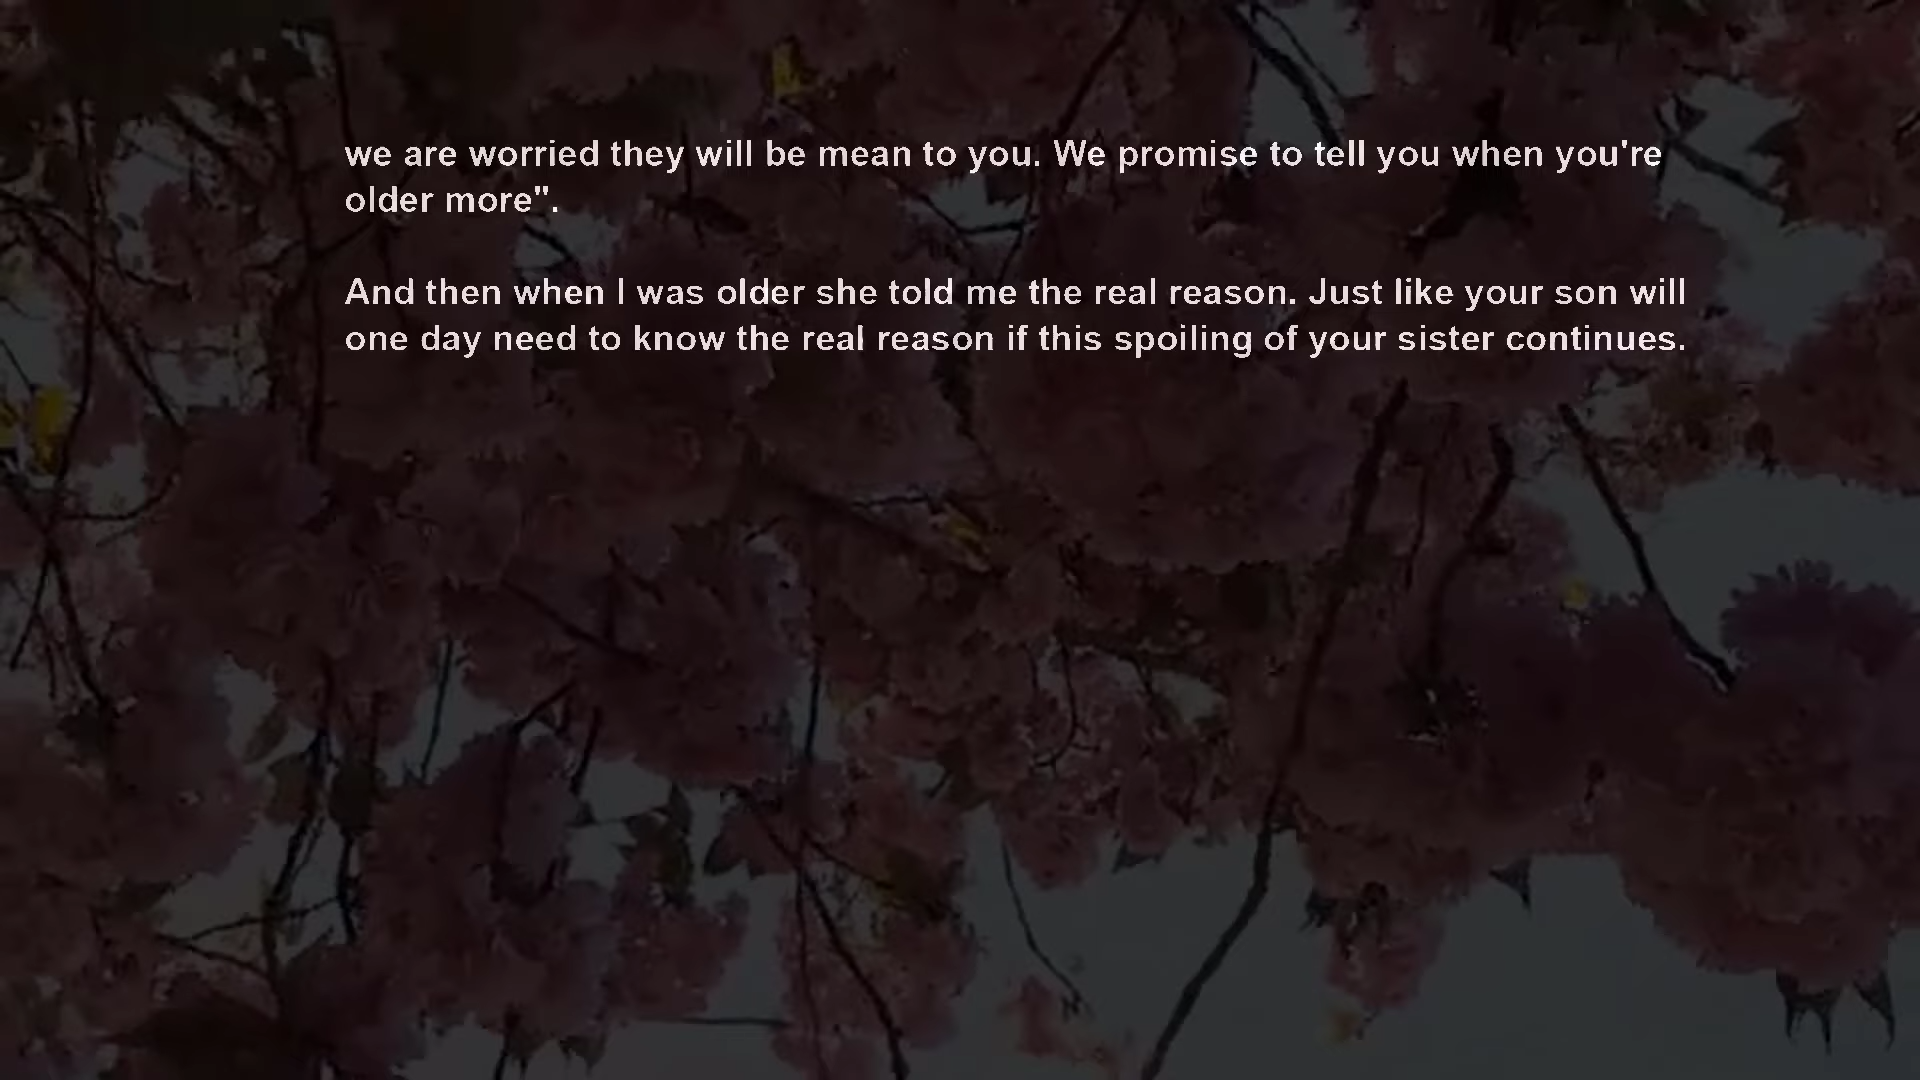 we are worried they will be mean to you. We promise to tell you when you're
older more".
And then when I was older she told me the real reason. Just like your son will
one day need to know the real reason if this spoiling of your sister continues.